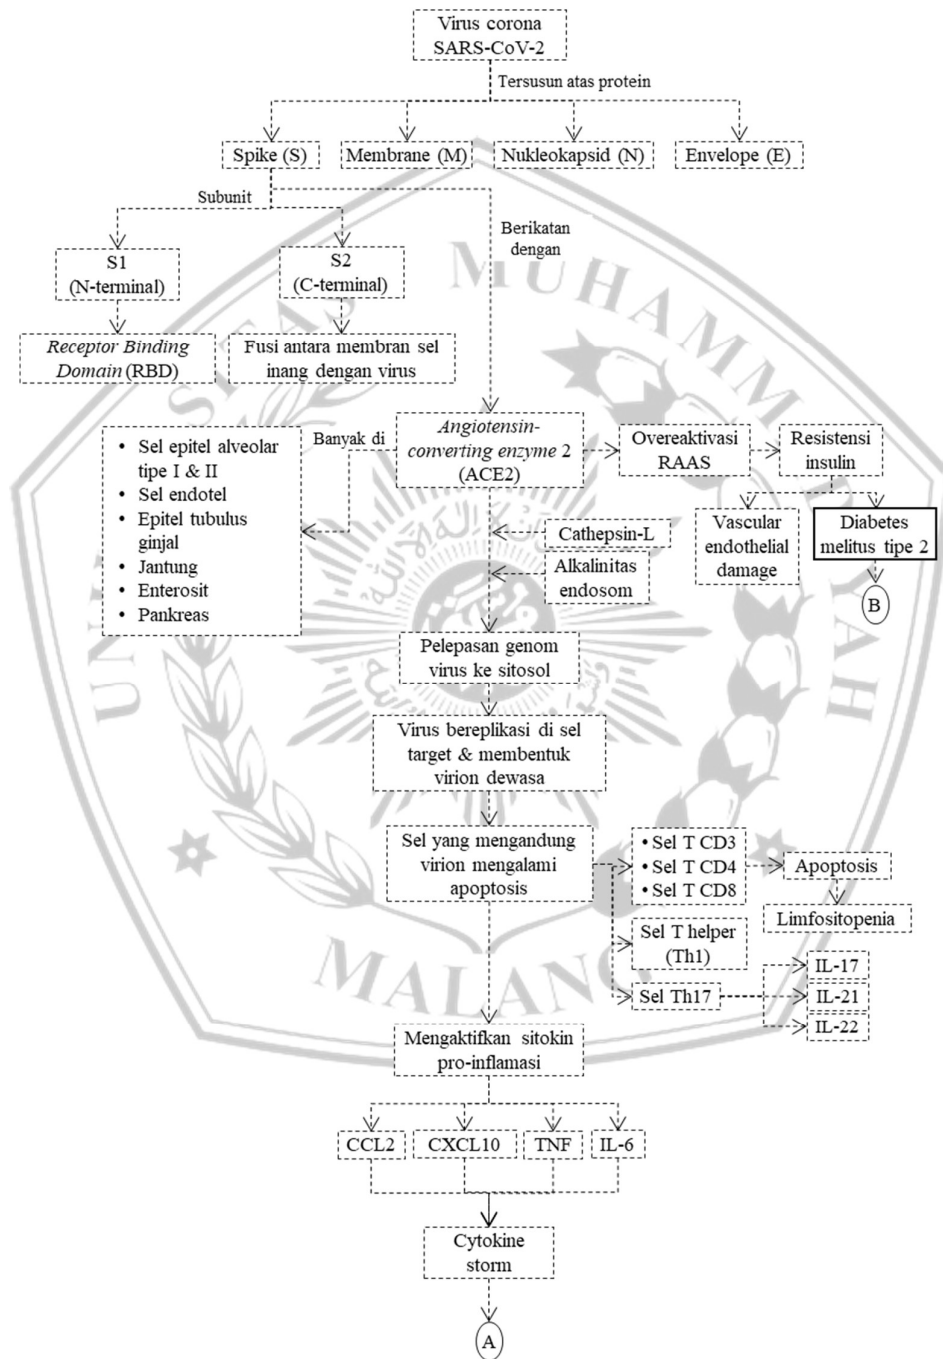 Virus corona
SARS-CoV-2
Tersusun atas protein
Spike (S)
Membrane (M)
Nukleokapsid (N)
Envelope (E)
Subunit
Berikatan
dengan
S1
(N-terminal)
S2
(C-terminal)
Receptor Binding
Domain (RBD)
Fusi antara membran sel
inang dengan virus
Banyak di
Angiotensin-
converting enzyme 2
(ACE2)
Overeaktivasi
RAAS
Resistensi
insulin
• Sel epitel alveolar
tipe I & II
• Sel endotel
• Epitel tubulus
ginjal
• Jantung
• Enterosit
• Pankreas
Vascular
endothelial
damage
Diabetes
melitus tipe 2
B
Cathepsin-L
Alkalinitas
endosom
Pelepasan genom
virus ke sitosol
Virus bereplikasi di sel
target & membentuk
virion dewasa
Sel yang mengandung
virion mengalami
apoptosis
• Sel T CD3
• Sel T CD4
• Sel T CD8
Apoptosis
Limfositopenia
Sel T helper
(Th1)
Sel Th17
IL-17
IL-21
IL-22
Mengaktifkan sitokin
pro-inflamasi
CCL2
CXCL10
TNF
IL-6
Cytokine
storm
A
MUHAMMADIYAH
MALANG